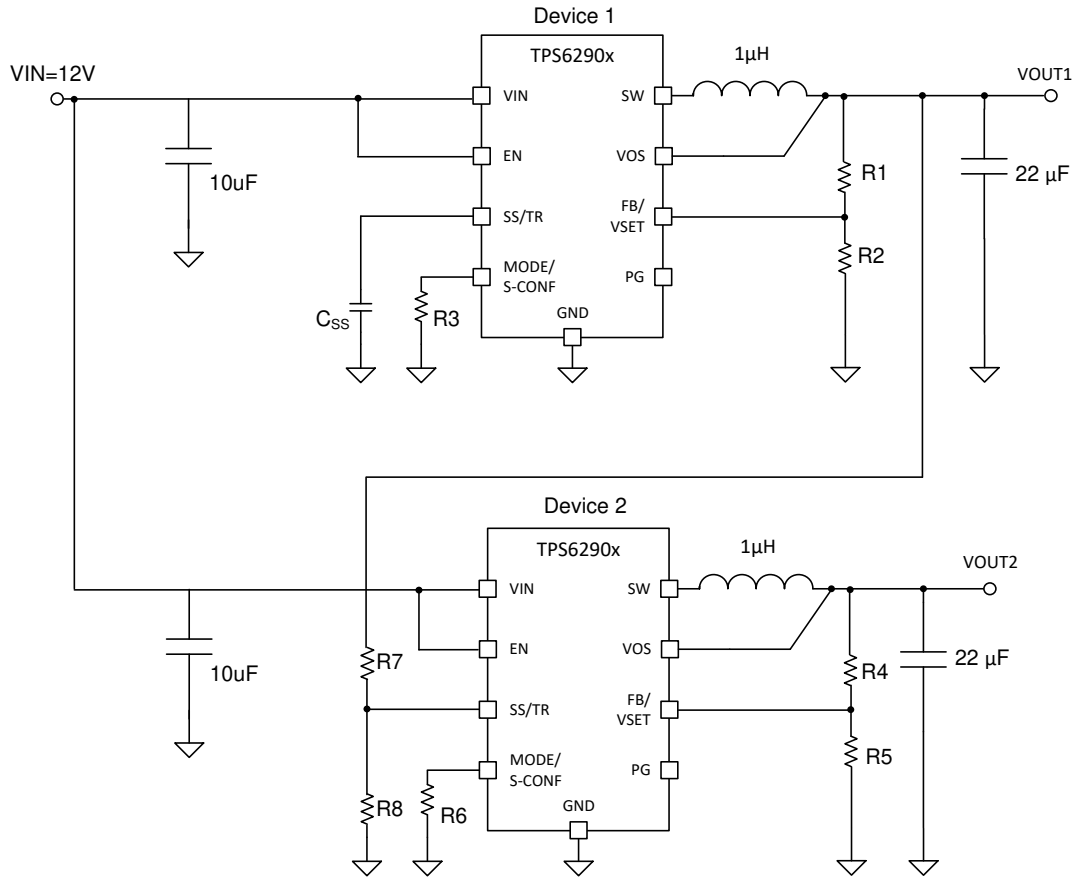 Device 1
TPS6290x
VIN=12V
1µH
VOUT1
VIN
SW
EN
VOS
10uF
R1
22 µF
SS/TR
FB/
VSET
R2
MODE/
S-CONF
PG
CSS
R3
GND
Device 2
TPS6290x
1µH
VOUT2
VIN
SW
EN
VOS
10uF
R7
R4
22 µF
SS/TR
FB/
VSET
R5
MODE/
S-CONF
PG
R8
R6
GND